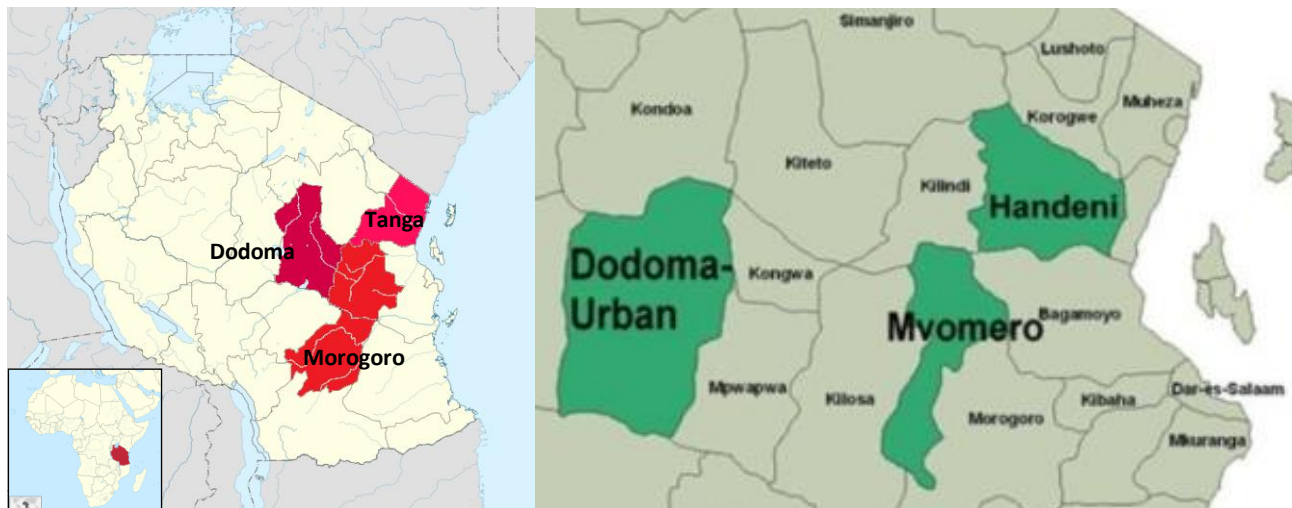 Tanga
Dodoma
Morogoro
Simanjiro
Lushoto
Kondoa
Muheza
Korogwe
Kiteto
Kilindi
Handeni
Dodoma-
Urban
Kongwa
Bagamoyo
Mvomero
Mpwapwa
Kilosa
Dar-es-Salaam
Kibaha
Morogoro
Mkuranga